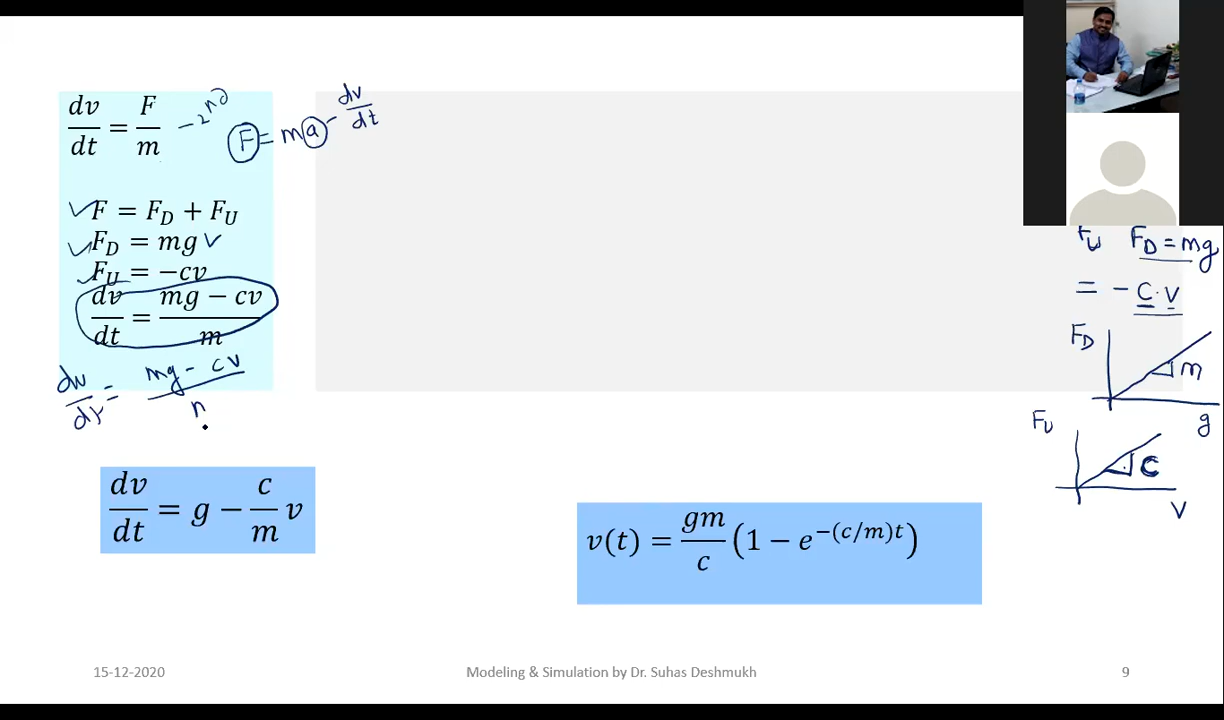 dv/dt = F/m - 2nd
F = ma - dv/dt
F = F_D + F_U
F_D = mg
F_U = -cv
dv/dt = (mg - cv)/m
dv/dt = (mg - cv)/n
dv/dt = g - (c/m) v
v(t) = (gm/c) (1 - e^{-(c/m)t})
F_U F_D = mg
= - C.V
F_D
m
g
F_U
C
V
15-12-2020 Modeling & Simulation by Dr. Suhas Deshmukh 9